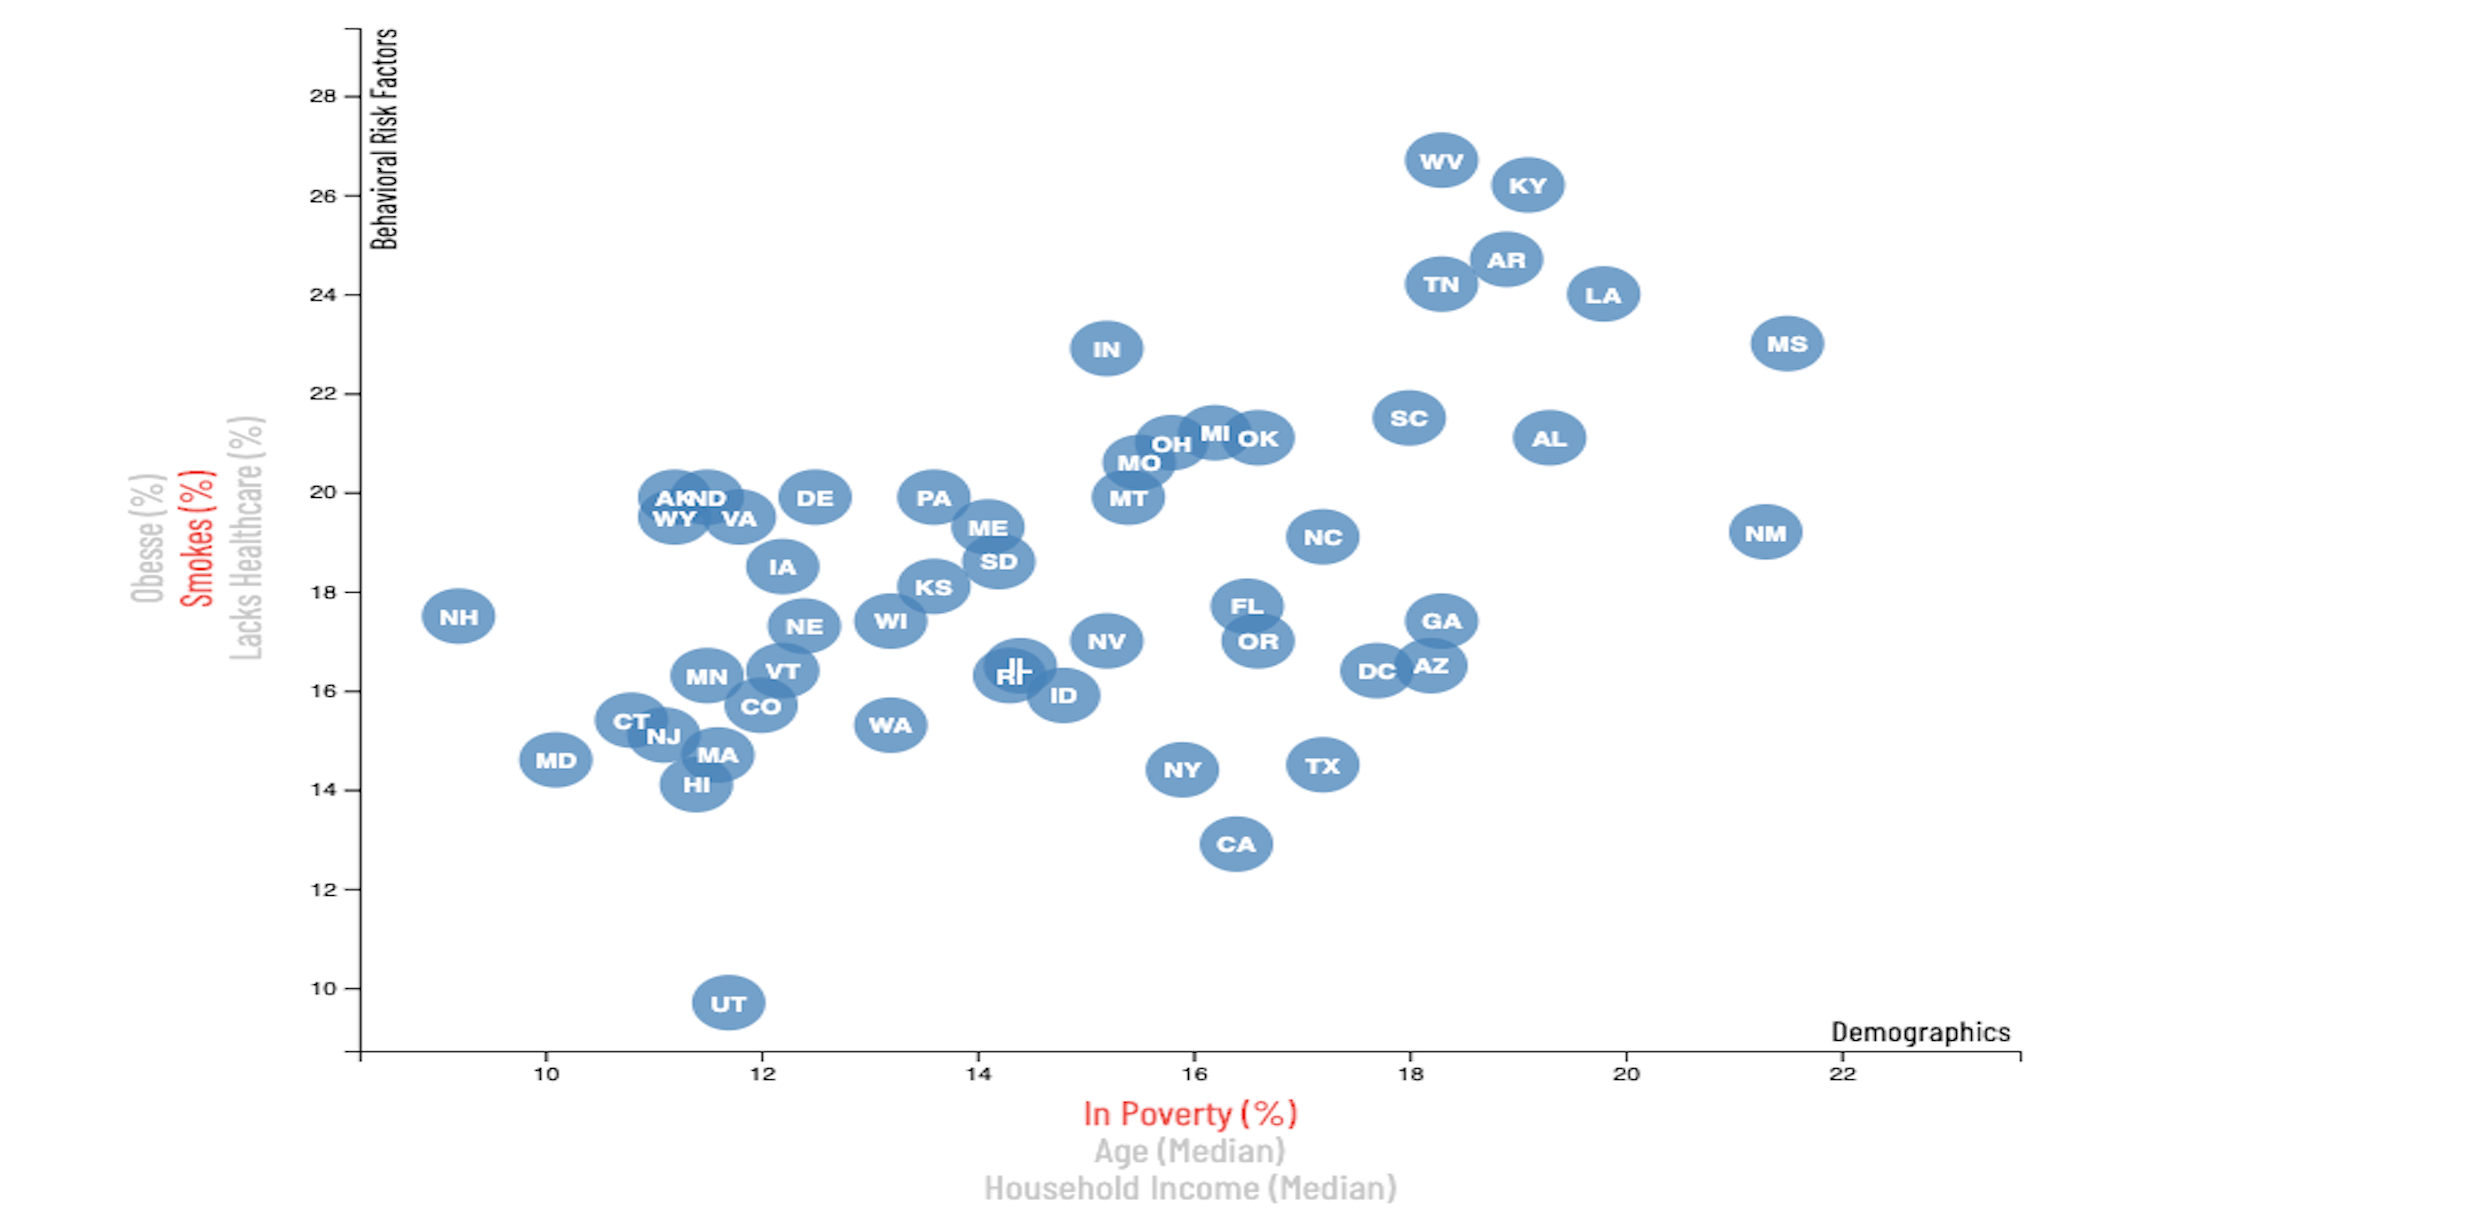 Behavioral Risk Factors
28
26
24
22
20
18
16
14
12
10
Obesse (%)
Smokes (%)
Lacks Healthcare (%)
WV
KY
AR
TN
LA
IN
MS
SC
AL
MI
OK
OH
MO
MT
AK
ND
DE
PA
WY
VA
ME
NC
NM
SD
IA
KS
FL
NH
WI
GA
NE
NV
OR
MN
VT
DC
AZ
ID
CO
CT
NJ
WA
MA
MD
HI
NY
TX
CA
UT
Demographics
10
12
14
16
18
20
22
In Poverty (%)
Age (Median)
Household Income (Median)